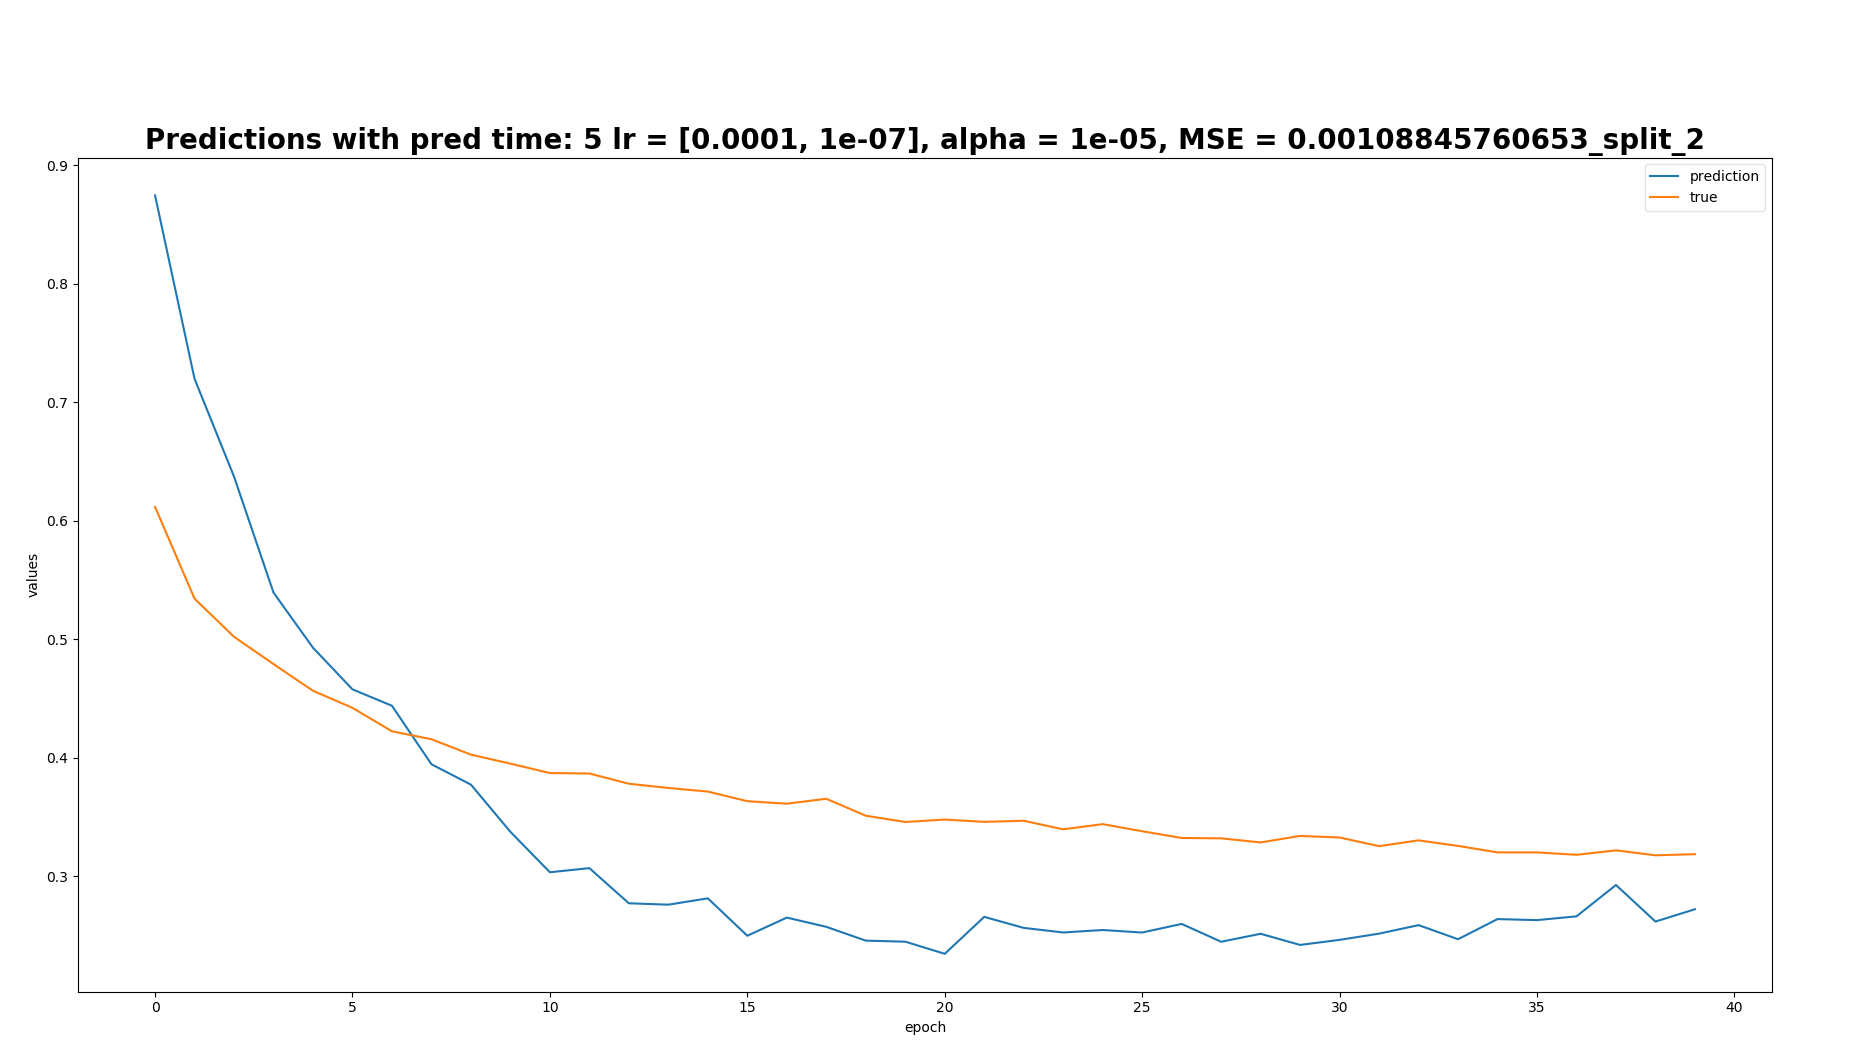 Predictions with pred time: 5 lr = [0.0001, 1e-07], alpha = 1e-05, MSE = 0.00108845760653_split_2
prediction
true
0.9
0.8
0.7
0.6
0.5
0.4
0.3
values
0 5 10 15 20 25 30 35 40
epoch